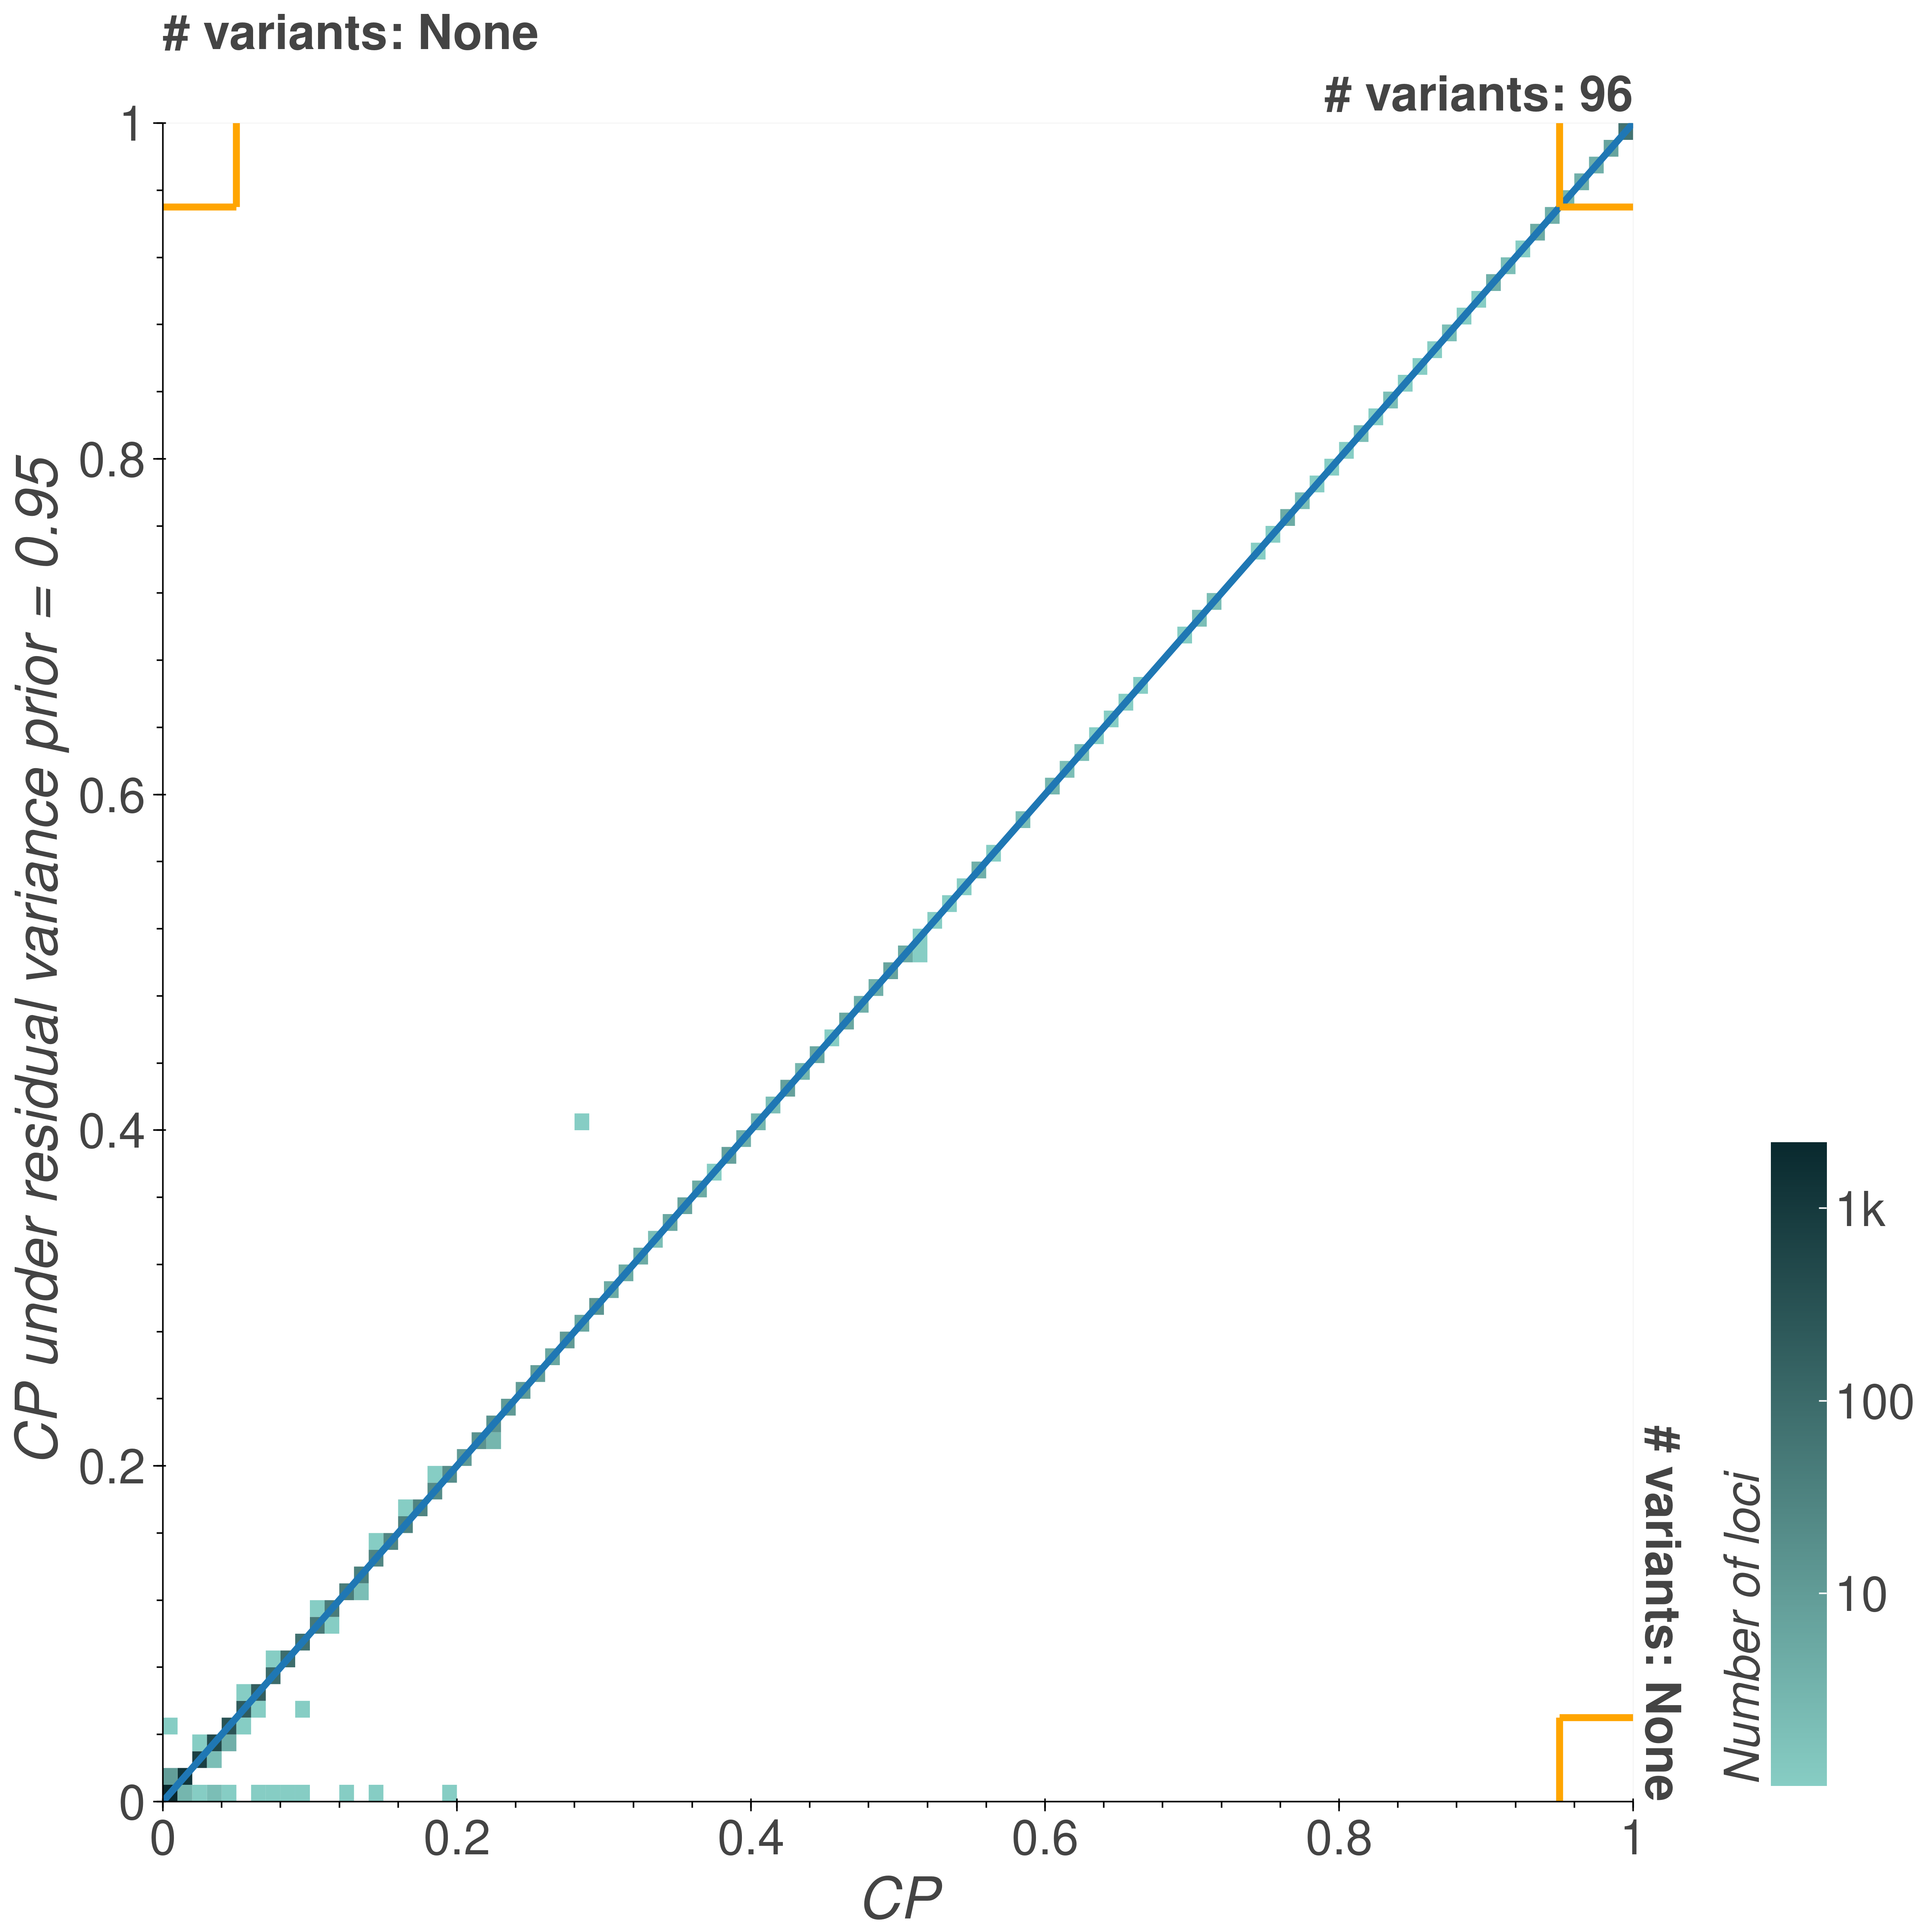 # variants: None
# variants: 96
1
0.8
0.6
0.4
0.2
0
CP under residual variance prior = 0.95
0
0.2
0.4
0.6
0.8
1
CP
# variants: None
Number of loci
1k
100
10